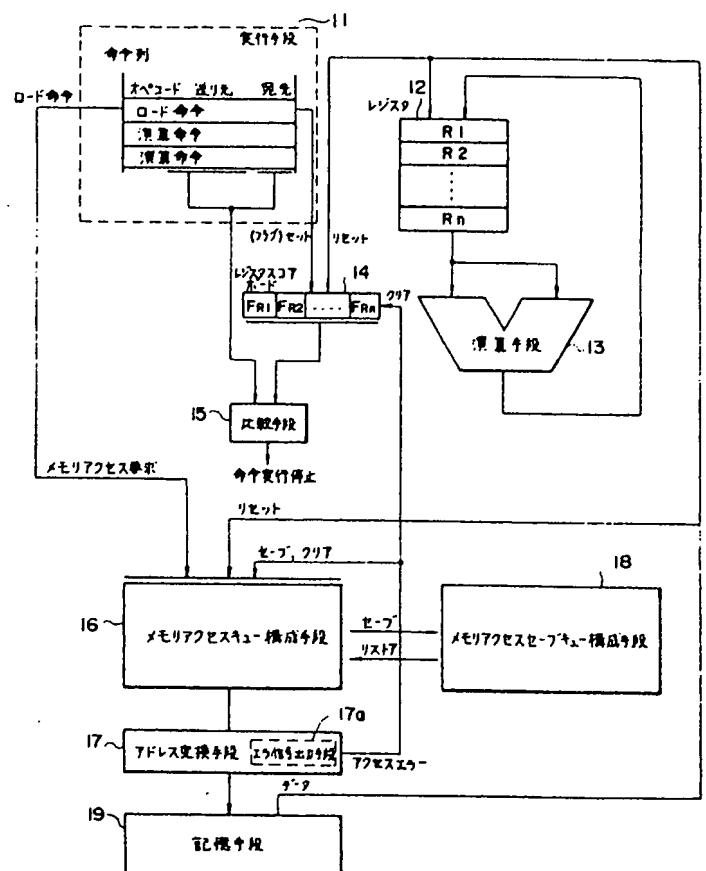 11
実行手段
命令列
オペコード 送り元 宛先
ロード命令
ロード命令
演算命令
演算命令
12
レジスタ
R1
R2
....
Rn
(フラグ)セット
リセット
レジスタスコア
ボード
14
FR1 FR2 .... FRn
クリア
演算手段
13
15
比較手段
命令実行停止
メモリアクセス要求
リセット
セーブ,クリア
16
メモリアクセスキュー構成手段
セーブ
リストア
18
メモリアクセスセーブキュー構成手段
17
アドレス変換手段
17a
エラー信号出力手段
アクセスエラー
データ
19
記憶手段